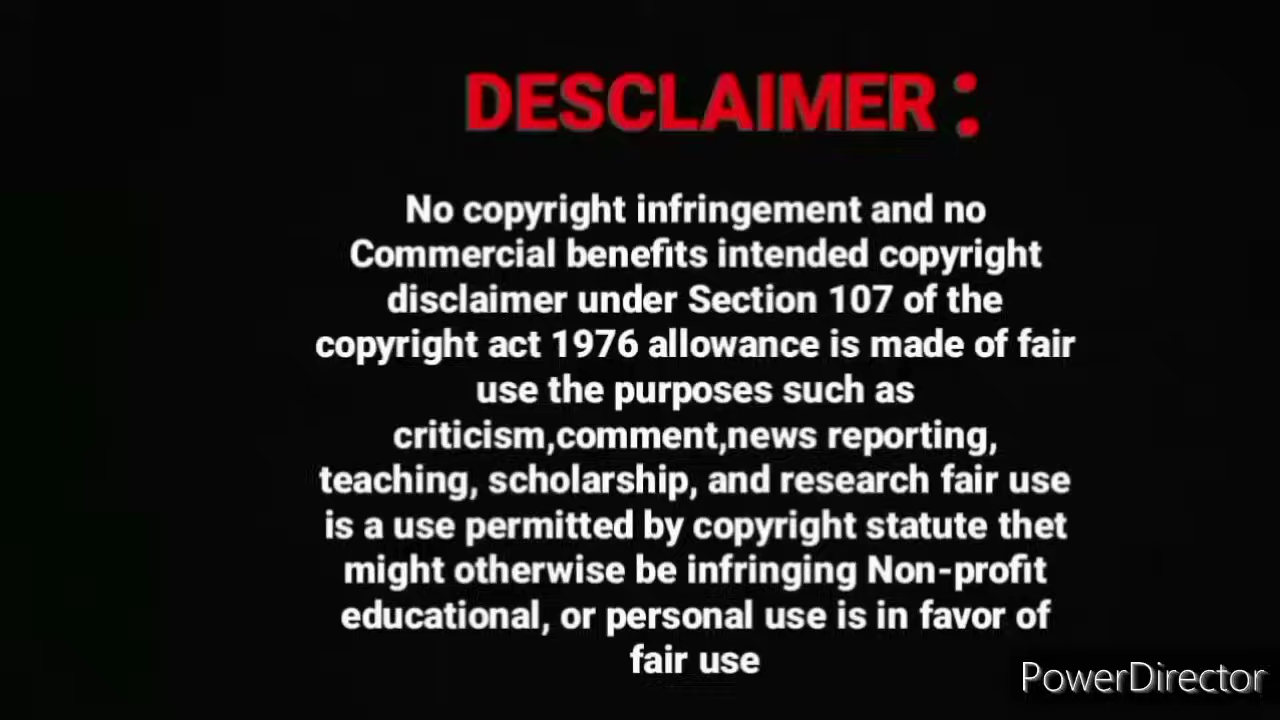 DESCLAIMER:
No copyright infringement and no
Commercial benefits intended copyright
disclaimer under Section 107 of the
copyright act 1976 allowance is made of fair
use the purposes such as
criticism,comment,news reporting,
teaching, scholarship, and research fair use
is a use permitted by copyright statute thet
might otherwise be infringing Non-profit
educational, or personal use is in favor of
fair use
PowerDirector